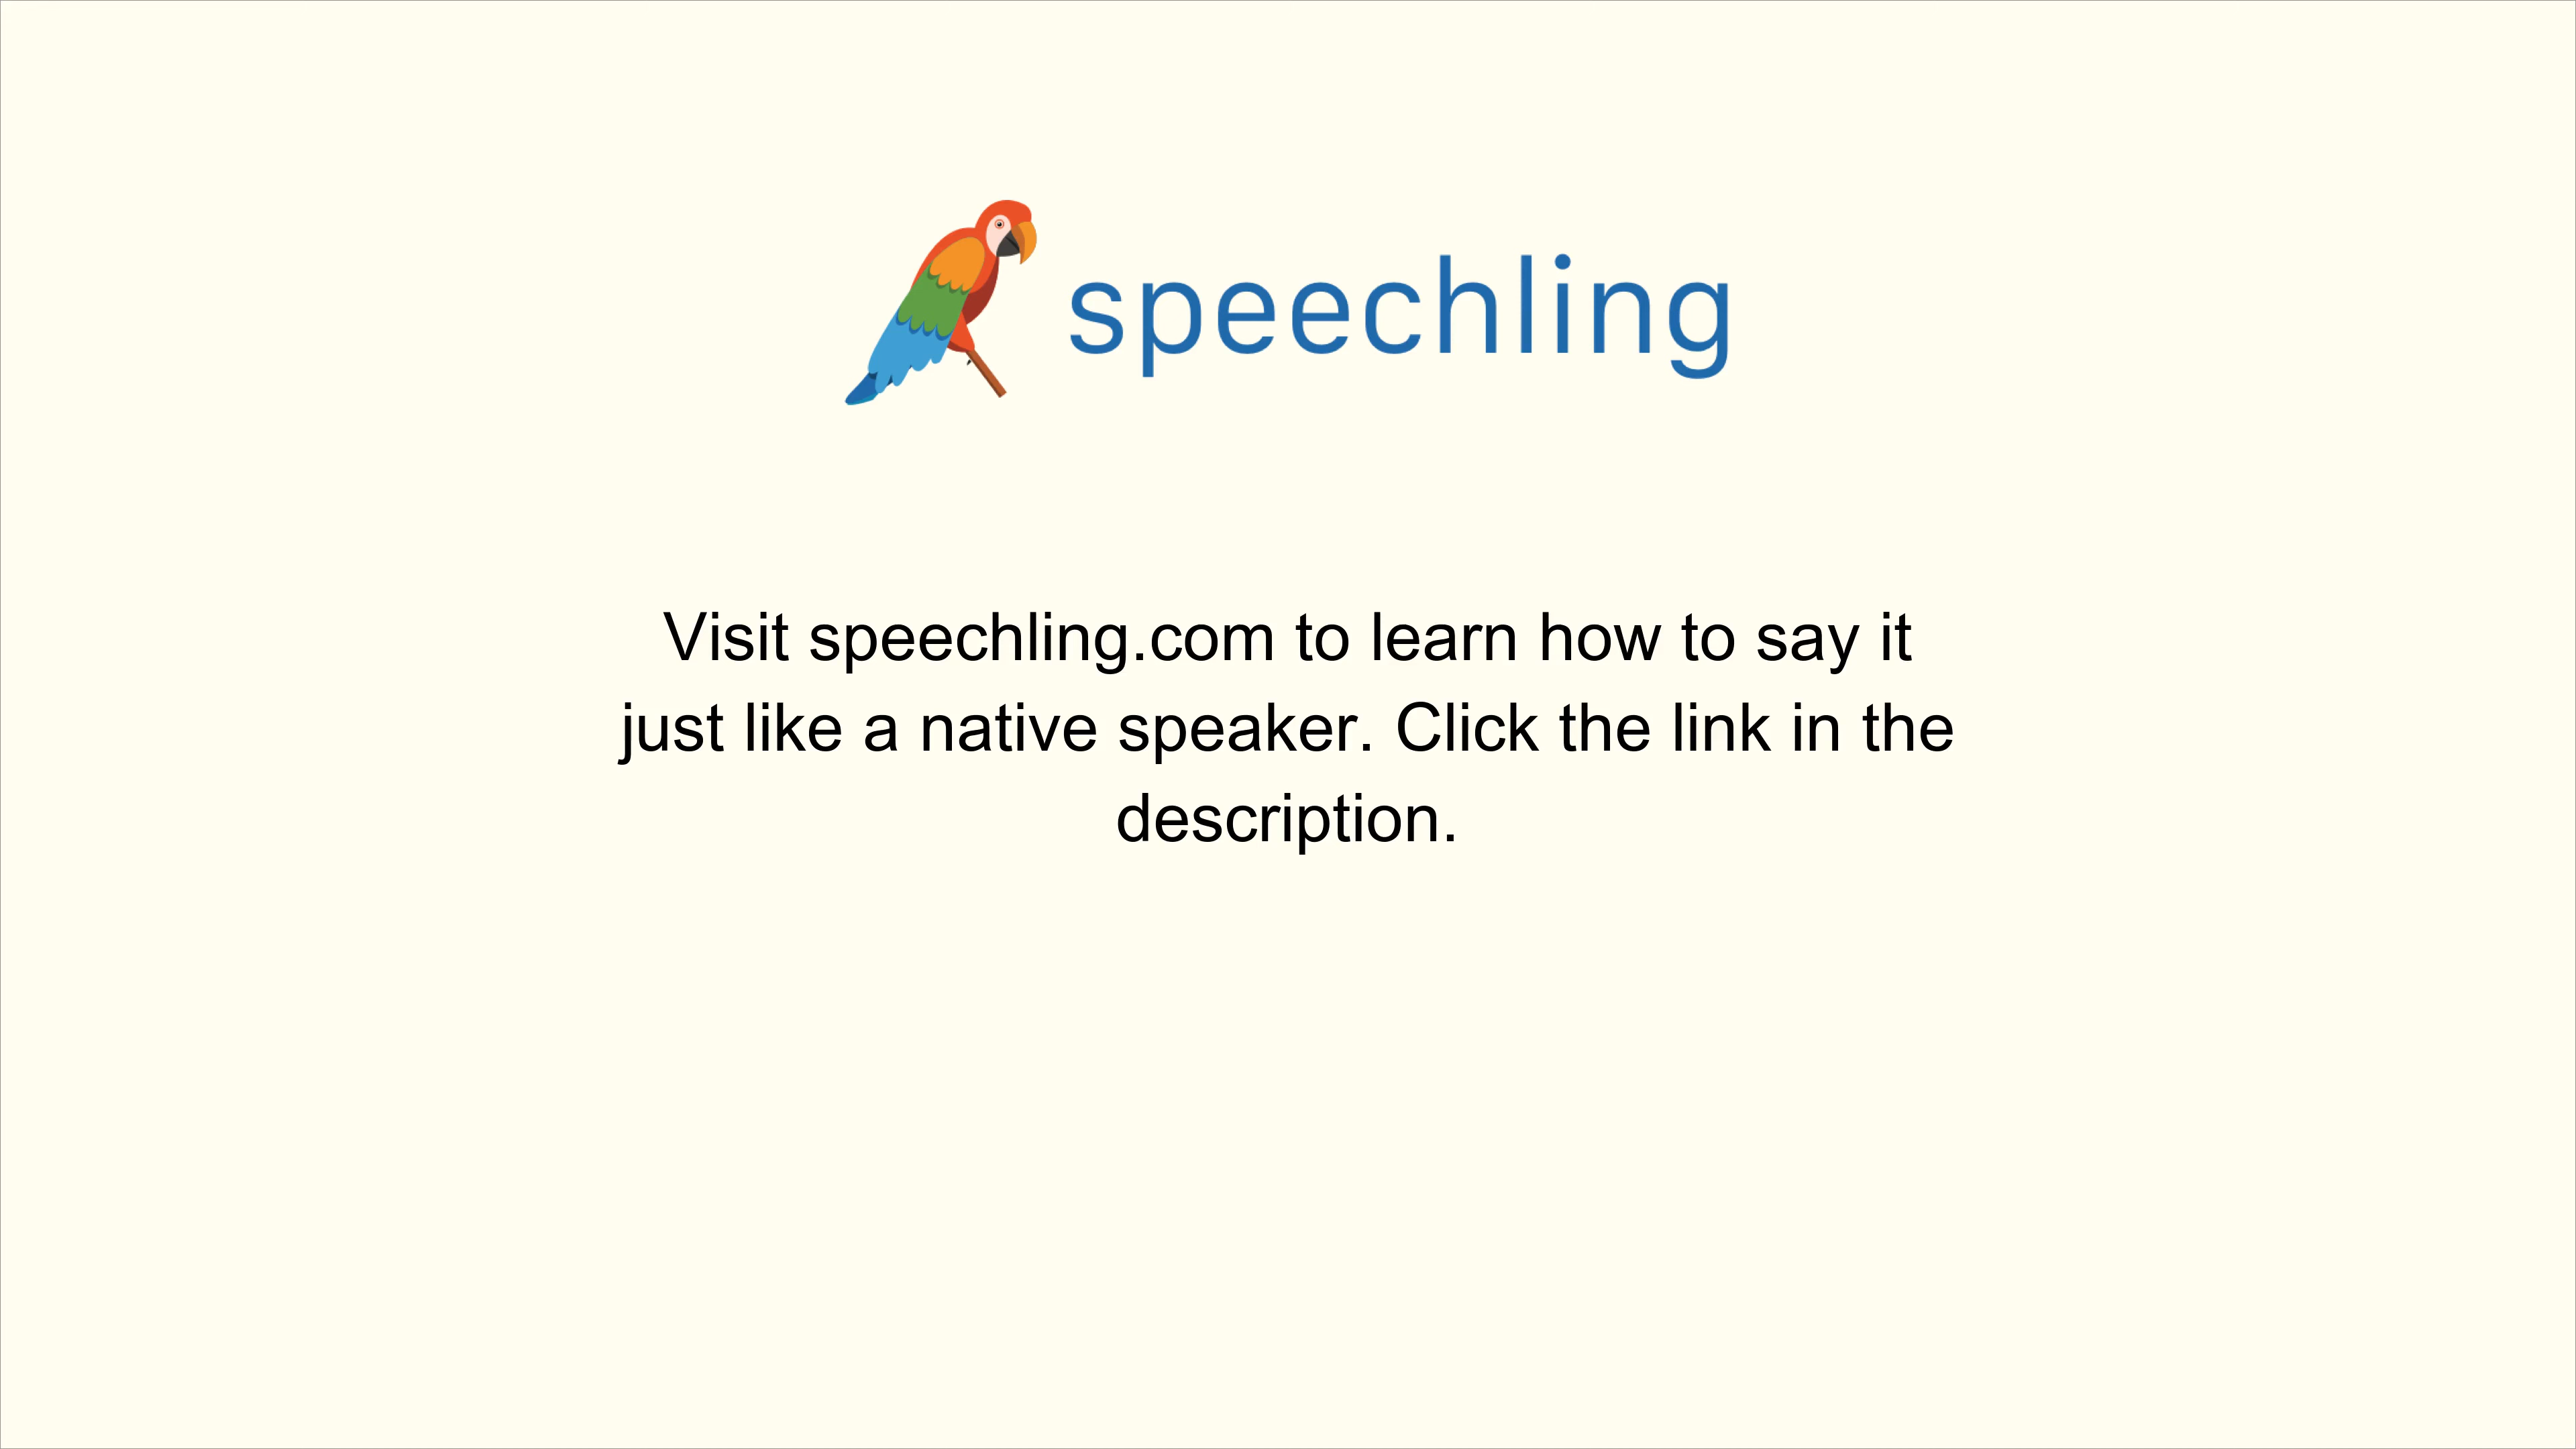 speechling
Visit speechling.com to learn how to say it
just like a native speaker. Click the link in the
description.